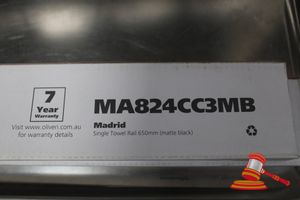 7
Year
Warranty
Visit www.oliveri.com.au
for warranty details
MA824CC3MB
Madrid
Single Towel Rail 650mm (matte black)